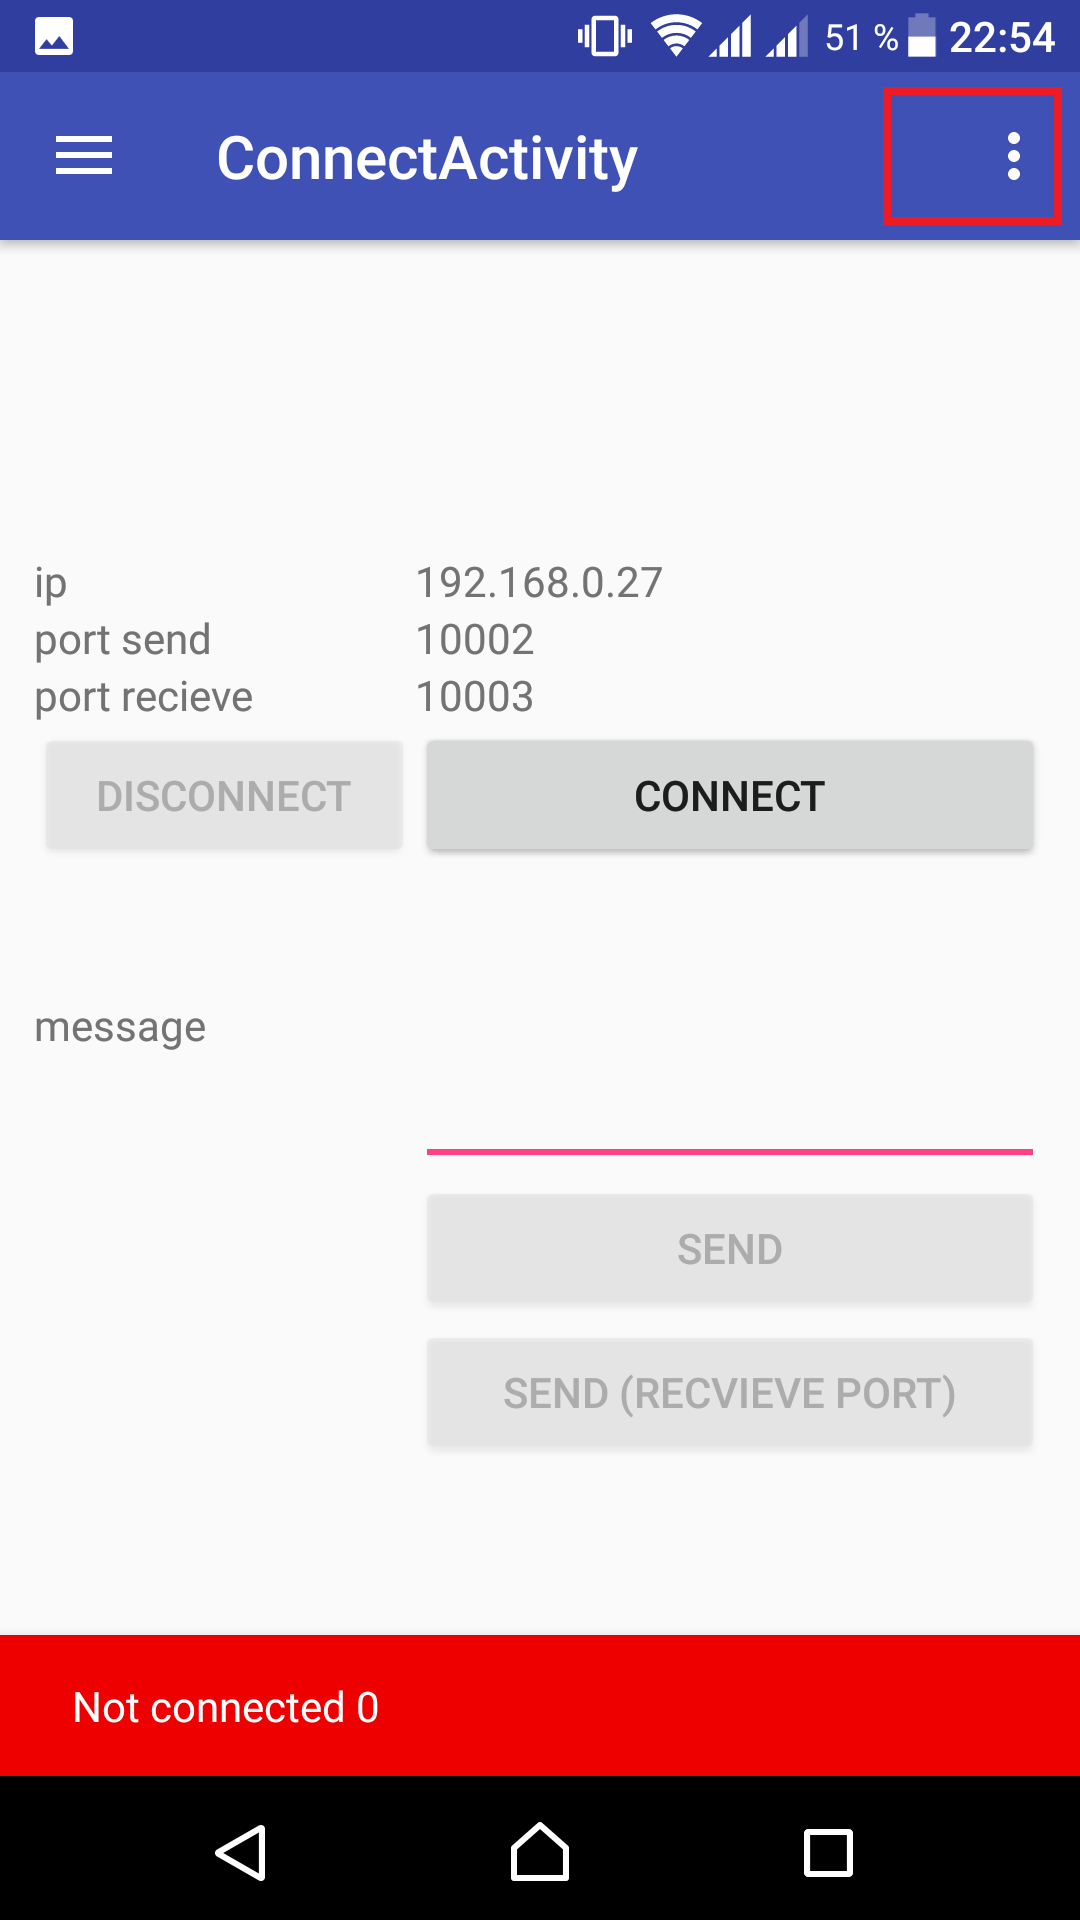 51 % 22:54
ConnectActivity
ip 192.168.0.27
port send 10002
port recieve 10003
DISCONNECT CONNECT
message
SEND
SEND (RECVIEVE PORT)
Not connected 0